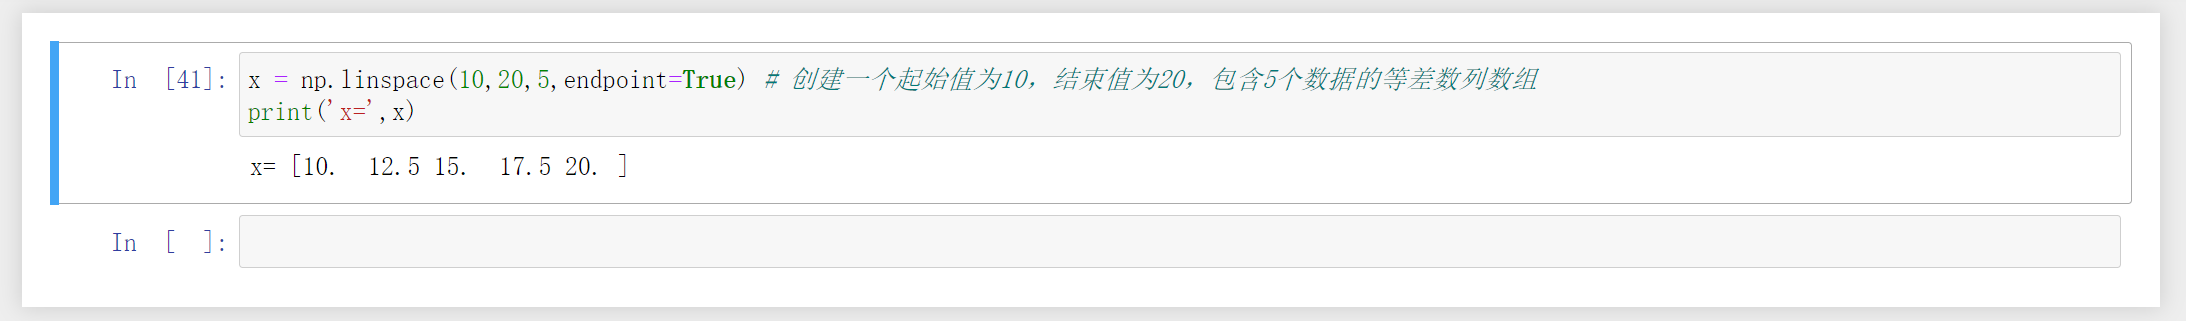 In [41]: x = np.linspace(10,20,5,endpoint=True) # 创建一个起始值为10，结束值为20，包含5个数据的等差数列数组
print('x=',x)
x= [10.  12.5 15.  17.5 20. ]
In [ ]: